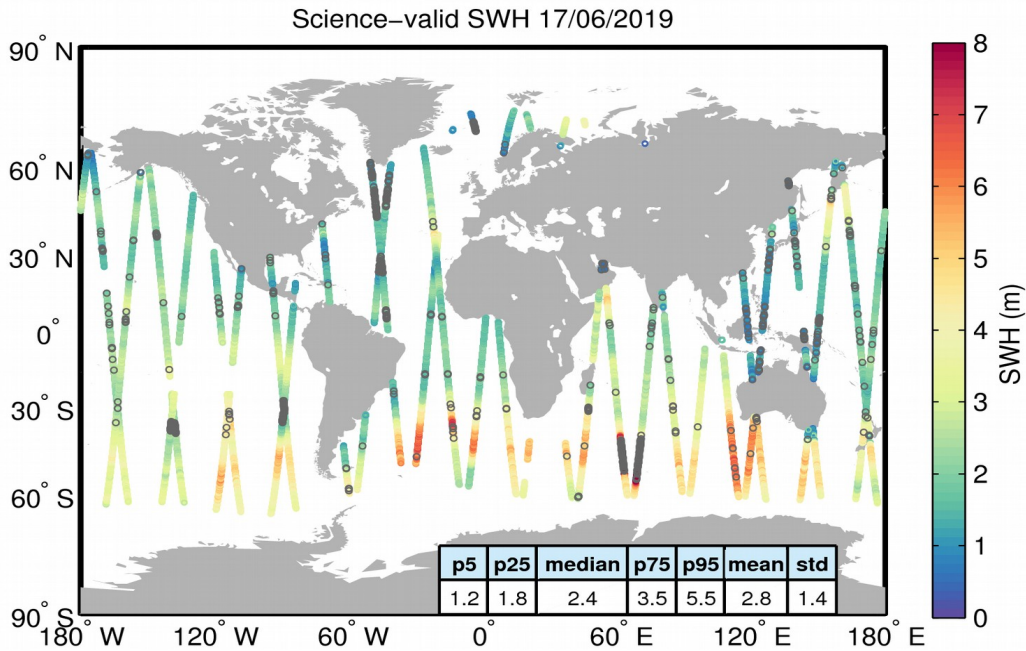 Science−valid SWH 17/06/2019
90° N
60° N
30° N
0°
30° S
60° S
90° S
180° W
120° W
60° W
0°
60° E
120° E
180° E
p5 p25 median p75 p95 mean std
1.2 1.8 2.4 3.5 5.5 2.8 1.4
8
7
6
5
4
3
2
1
0
SWH (m)